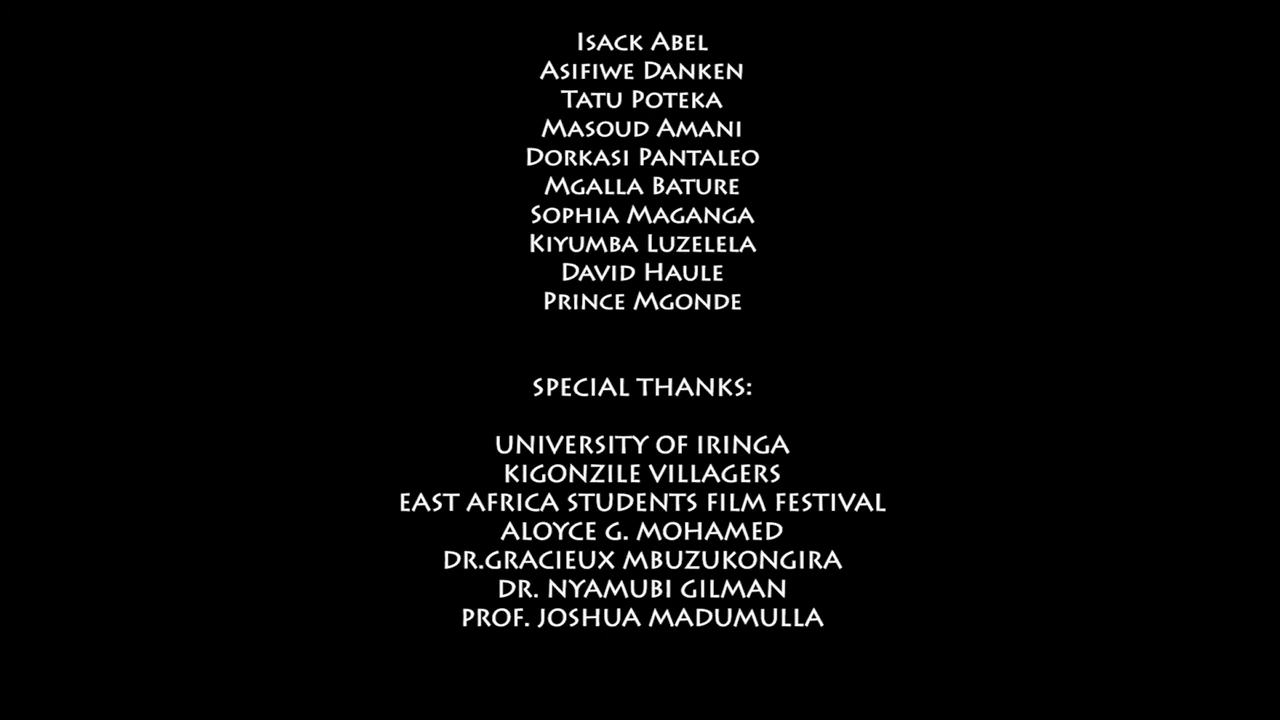 Isack Abel
Asifiwe Danken
Tatu Poteka
Masoud Amani
Dorkasi Pantaleo
Mgalla Bature
Sophia Maganga
Kiyumba Luzelela
David Haule
Prince Mgonde
SPECIAL THANKS:
UNIVERSITY OF IRINGA
KIGONZILE VILLAGERS
EAST AFRICA STUDENTS FILM FESTIVAL
ALOYCE G. MOHAMED
DR.GRACIEUX MBUZUKONGIRA
DR. NYAMUBI GILMAN
PROF. JOSHUA MADUMULLA